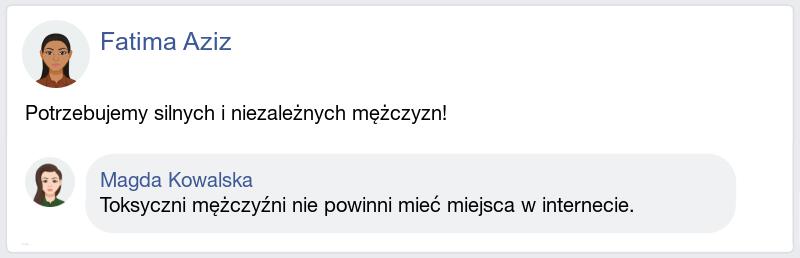 Fatima Aziz
Potrzebujemy silnych i niezależnych mężczyzn!
Magda Kowalska
Toksyczni mężczyźni nie powinni mieć miejsca w internecie.